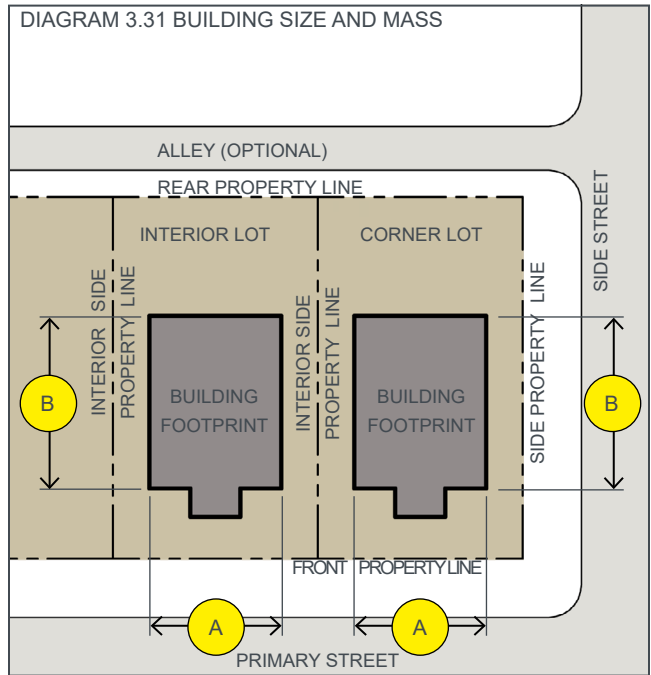 DIAGRAM 3.31 BUILDING SIZE AND MASS
ALLEY (OPTIONAL)
REAR PROPERTY LINE
INTERIOR LOT
CORNER LOT
SIDE STREET
INTERIOR SIDE
PROPERTY LINE
INTERIOR SIDE
PROPERTY LINE
SIDE PROPERTY LINE
B
BUILDING
FOOTPRINT
BUILDING
FOOTPRINT
B
FRONT PROPERTY LINE
A
A
PRIMARY STREET